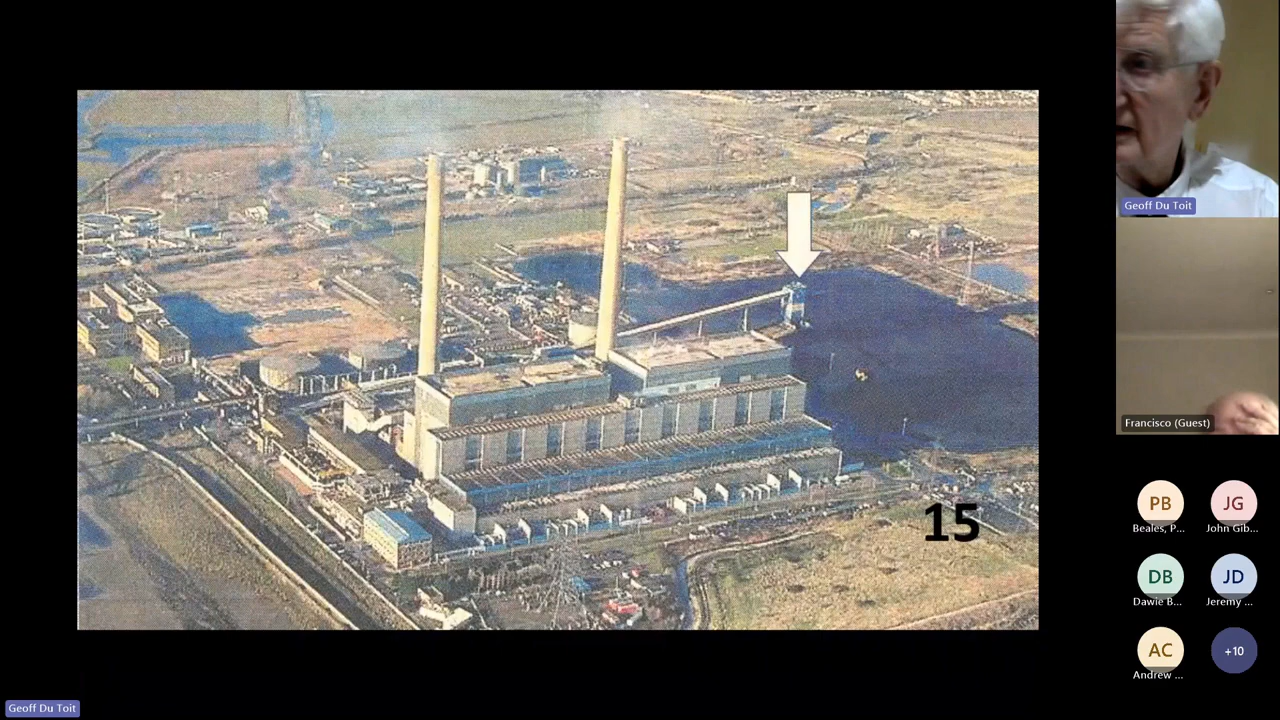 15
Geoff Du Toit
Francisco (Guest)
PB
JG
Beales, P...
John Gib...
DB
JD
Dawie B...
Jeremy ...
AC
+10
Andrew ...
Geoff Du Toit